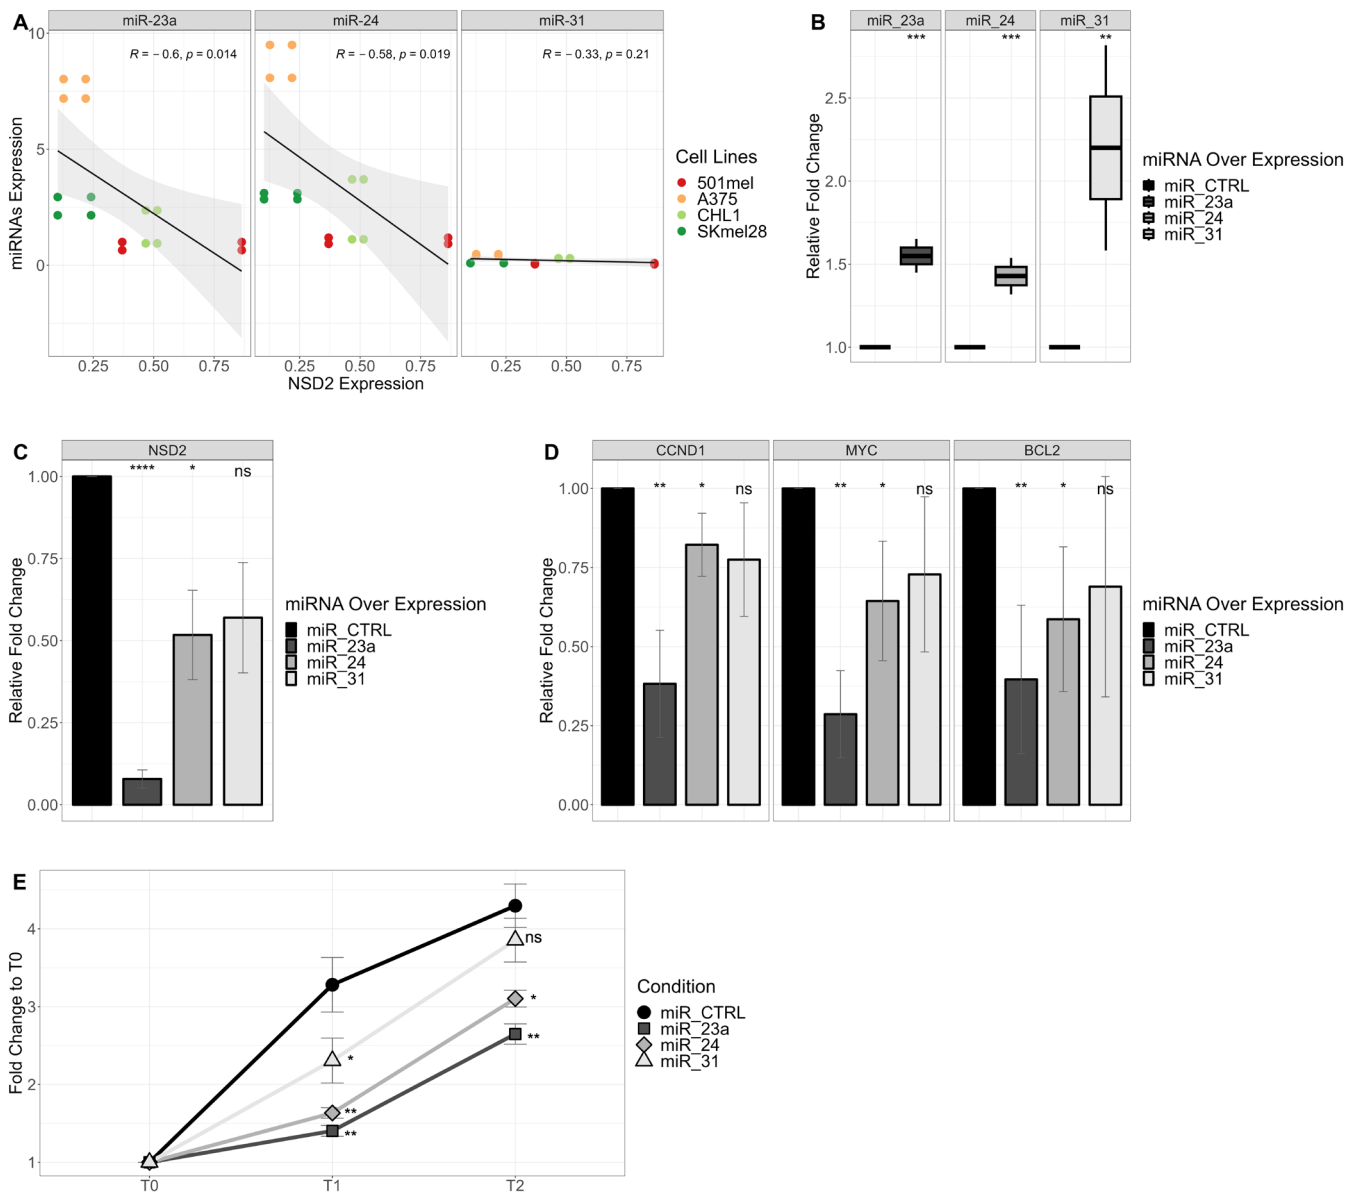 A
miR-23a
miR-24
miR-31
R = −0.6, p = 0.014
R = −0.58, p = 0.019
R = −0.33, p = 0.21
10
5
0
miRNAs Expression
0.25 0.50 0.75
0.25 0.50 0.75
0.25 0.50 0.75
NSD2 Expression
Cell Lines
501mel
A375
CHL1
SKmel28
B
miR_23a
miR_24
miR_31
***
***
**
2.5
2.0
1.5
1.0
Relative Fold Change
miRNA Over Expression
miR_CTRL
miR_23a
miR_24
miR_31
C
NSD2
****
*
ns
1.00
0.75
0.50
0.25
0.00
Relative Fold Change
miRNA Over Expression
miR_CTRL
miR_23a
miR_24
miR_31
D
CCND1
MYC
BCL2
** * ns
** * ns
** * ns
1.00
0.75
0.50
0.25
0.00
Relative Fold Change
miRNA Over Expression
miR_CTRL
miR_23a
miR_24
miR_31
E
4
3
2
1
Fold Change to T0
ns
*
**
*
**
**
T0
T1
T2
Condition
miR_CTRL
miR_23a
miR_24
miR_31